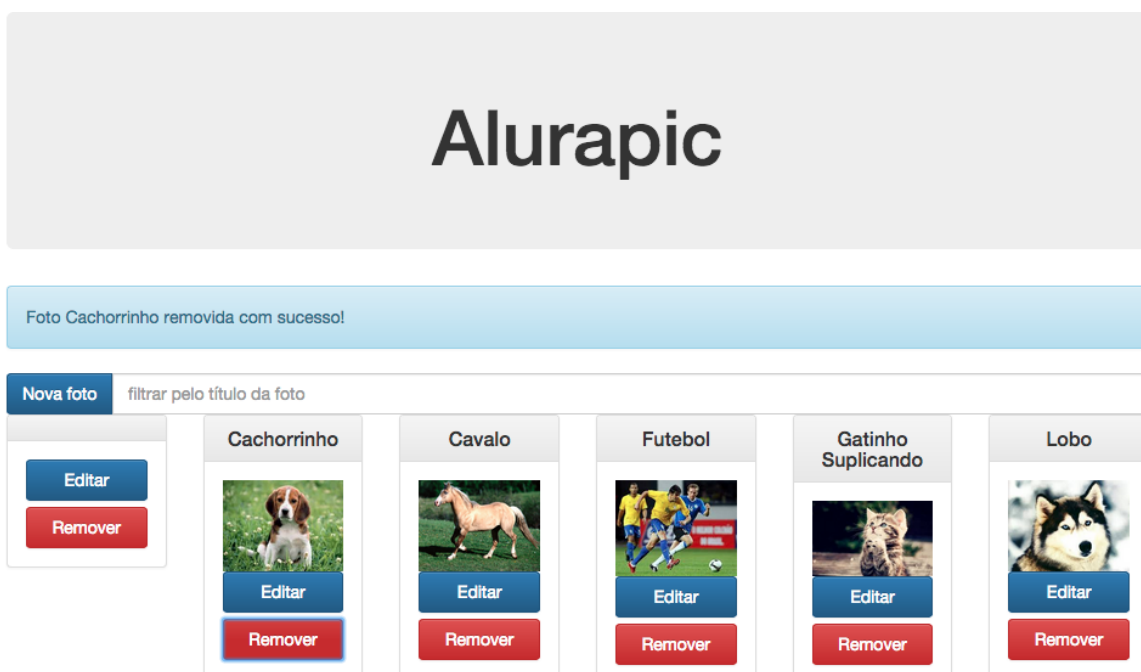 Alurapic
Foto Cachorrinho removida com sucesso!
Nova foto
filtrar pelo título da foto
Editar
Remover
Cachorrinho
Editar
Remover
Cavalo
Editar
Remover
Futebol
Editar
Remover
Gatinho
Suplicando
Editar
Remover
Lobo
Editar
Remover